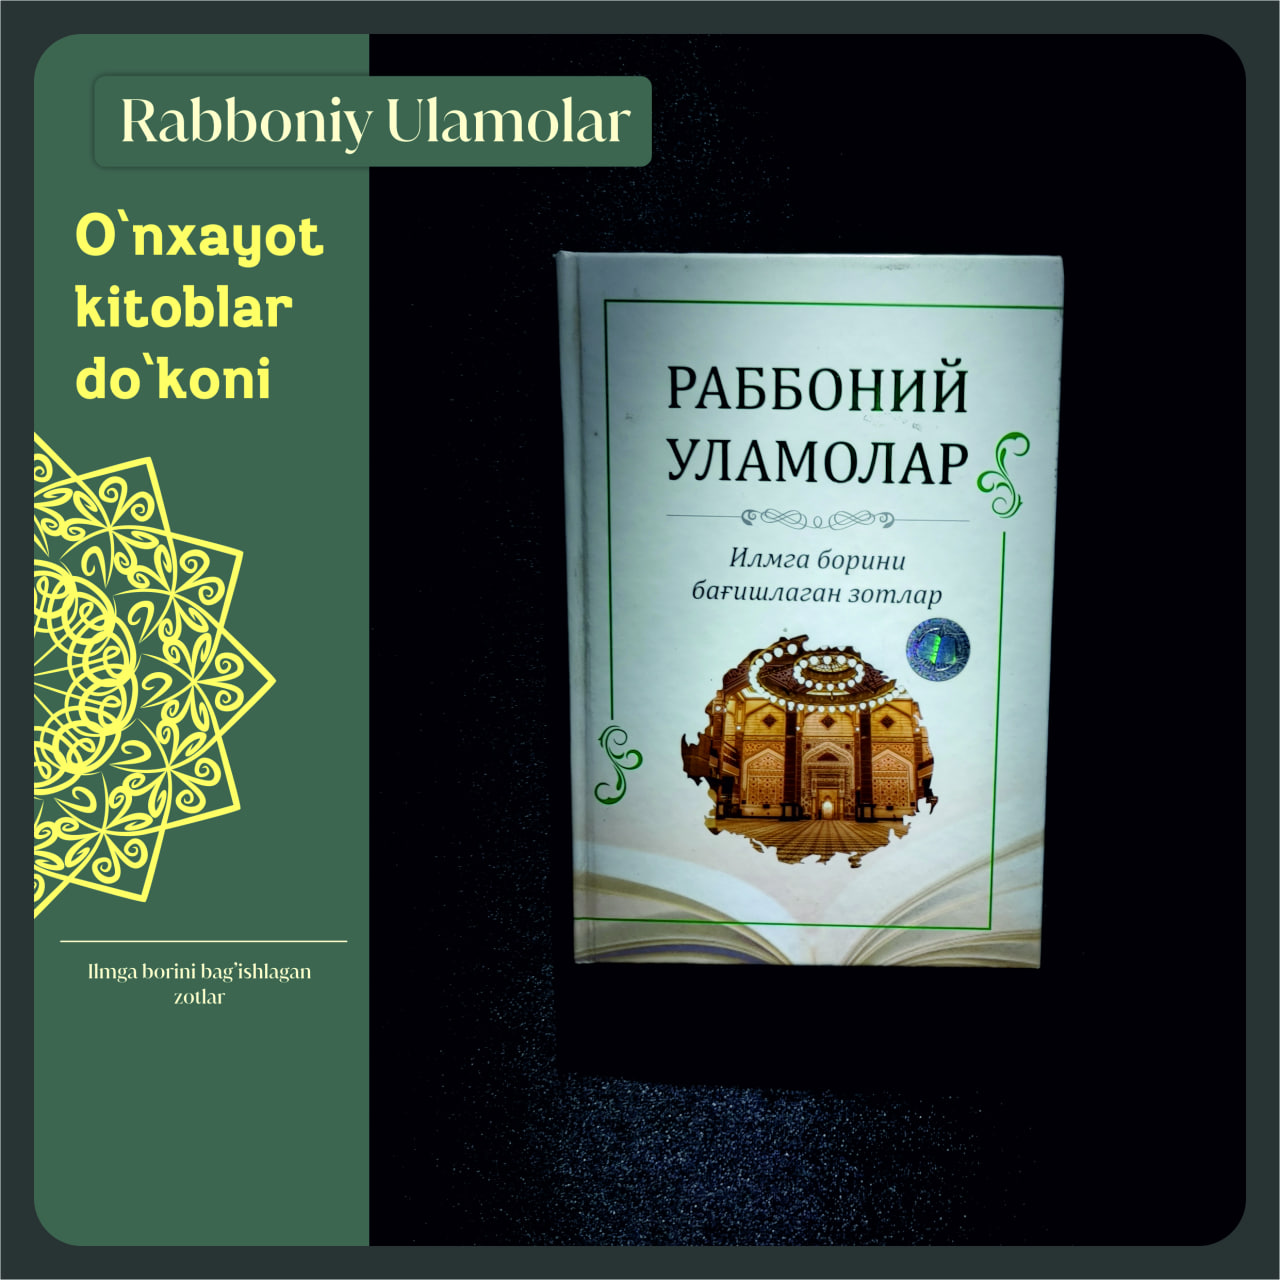 Rabboniy Ulamolar
O`nxayot
kitoblar
do`koni
Ilmga borini bag'ishlagan
zotlar
РАББОНИЙ
УЛАМОЛАР
Илмга борини
бағишлаган зотлар